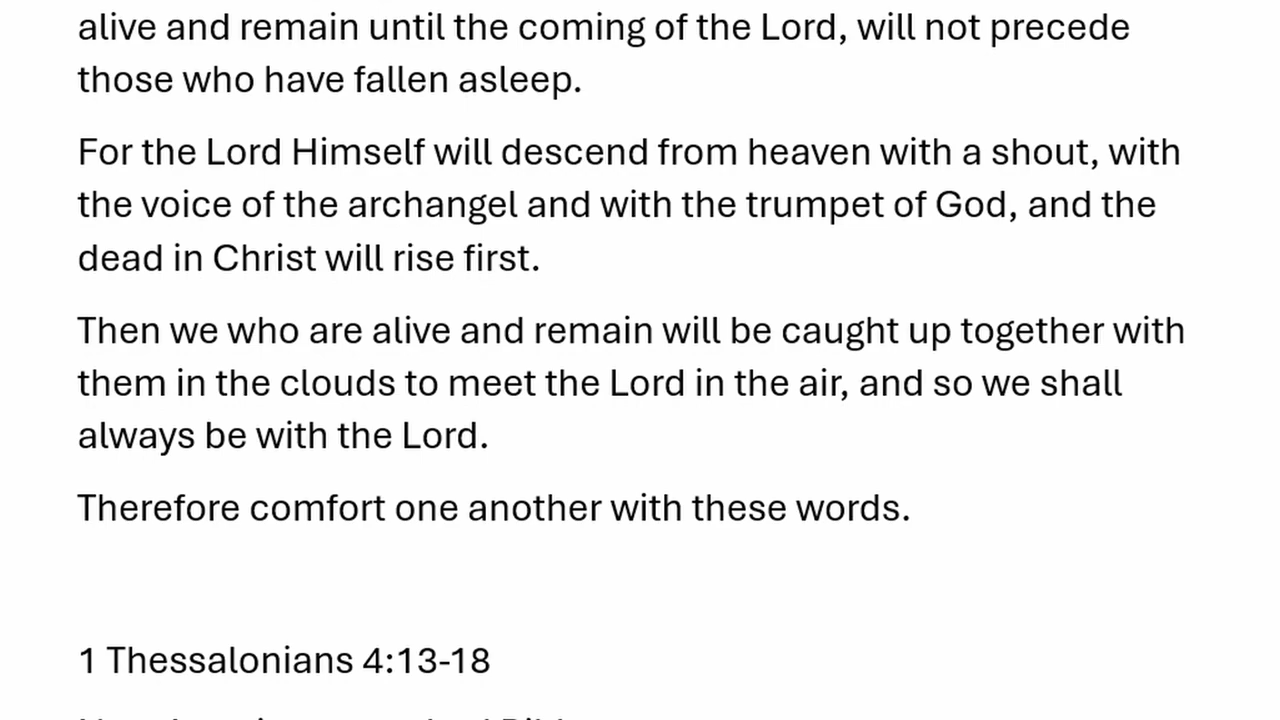 alive and remain until the coming of the Lord, will not precede
those who have fallen asleep.
For the Lord Himself will descend from heaven with a shout, with
the voice of the archangel and with the trumpet of God, and the
dead in Christ will rise first.
Then we who are alive and remain will be caught up together with
them in the clouds to meet the Lord in the air, and so we shall
always be with the Lord.
Therefore comfort one another with these words.
1 Thessalonians 4:13-18